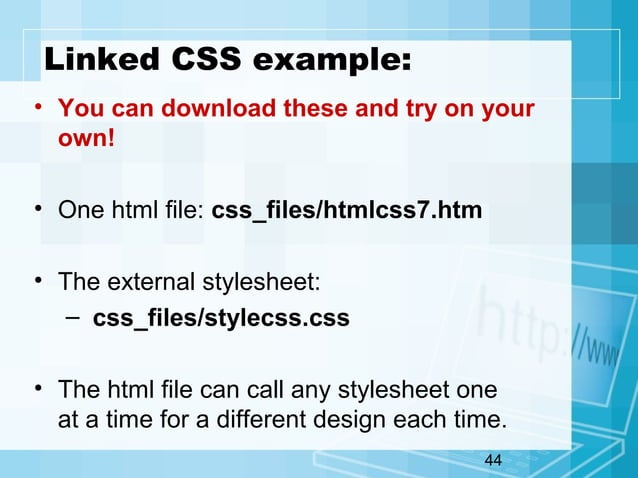 Linked CSS example:
• You can download these and try on your
own!
• One html file: css_files/htmlcss7.htm
• The external stylesheet:
– css_files/stylecss.css
• The html file can call any stylesheet one
at a time for a different design each time.
http://www
44